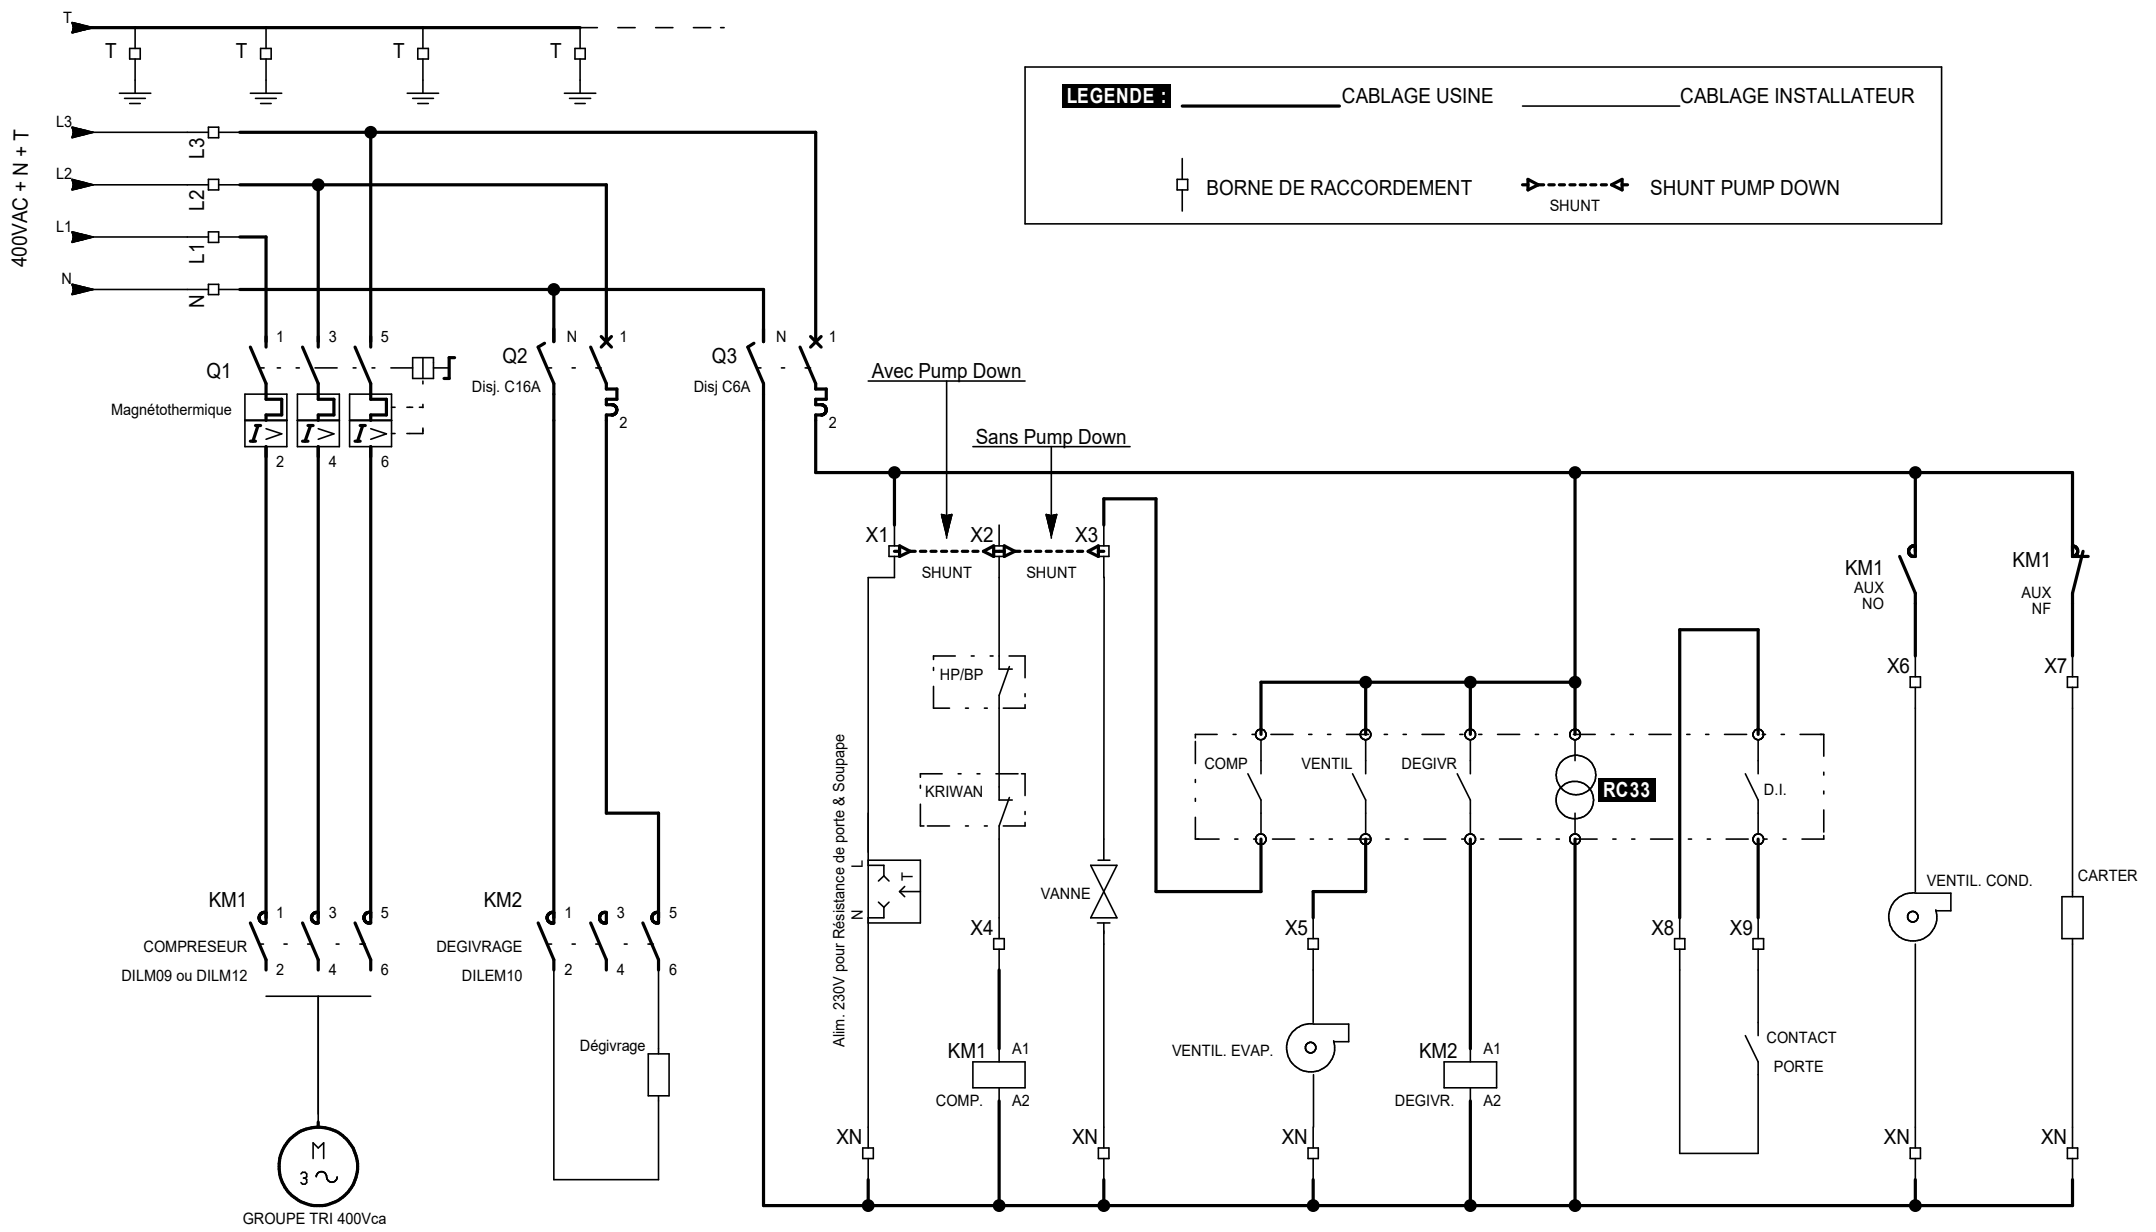 T
T
T
T
T
LEGENDE :
CABLAGE USINE
CABLAGE INSTALLATEUR
BORNE DE RACCORDEMENT
SHUNT
SHUNT PUMP DOWN
400VAC + N + T
L3
L3
L2
L2
L1
L1
N
N
1
3
5
Q1
Magnétothermique
I >
I >
I >
2
4
6
N
1
Q2
Disj. C16A
2
N
1
Q3
Disj C6A
2
Avec Pump Down
Sans Pump Down
X1
X2
X3
SHUNT
SHUNT
KM1
AUX
NO
KM1
AUX
NF
HP/BP
KRIWAN
X6
X7
COMP
VENTIL
DEGIVR
RC33
D.I.
Alim. 230V pour Résistance de porte & Soupape
L
N
T
VANNE
VENTIL. COND.
CARTER
KM1
1
3
5
COMPRESEUR
DILM09 ou DILM12
2
4
6
KM2
1
3
5
DEGIVRAGE
DILEM10
2
4
6
X4
X5
X8
X9
Dégivrage
KM1
A1
COMP.
A2
VENTIL. EVAP.
KM2
A1
DEGIVR.
A2
CONTACT
PORTE
XN
XN
XN
XN
XN
M
3
GROUPE TRI 400Vca